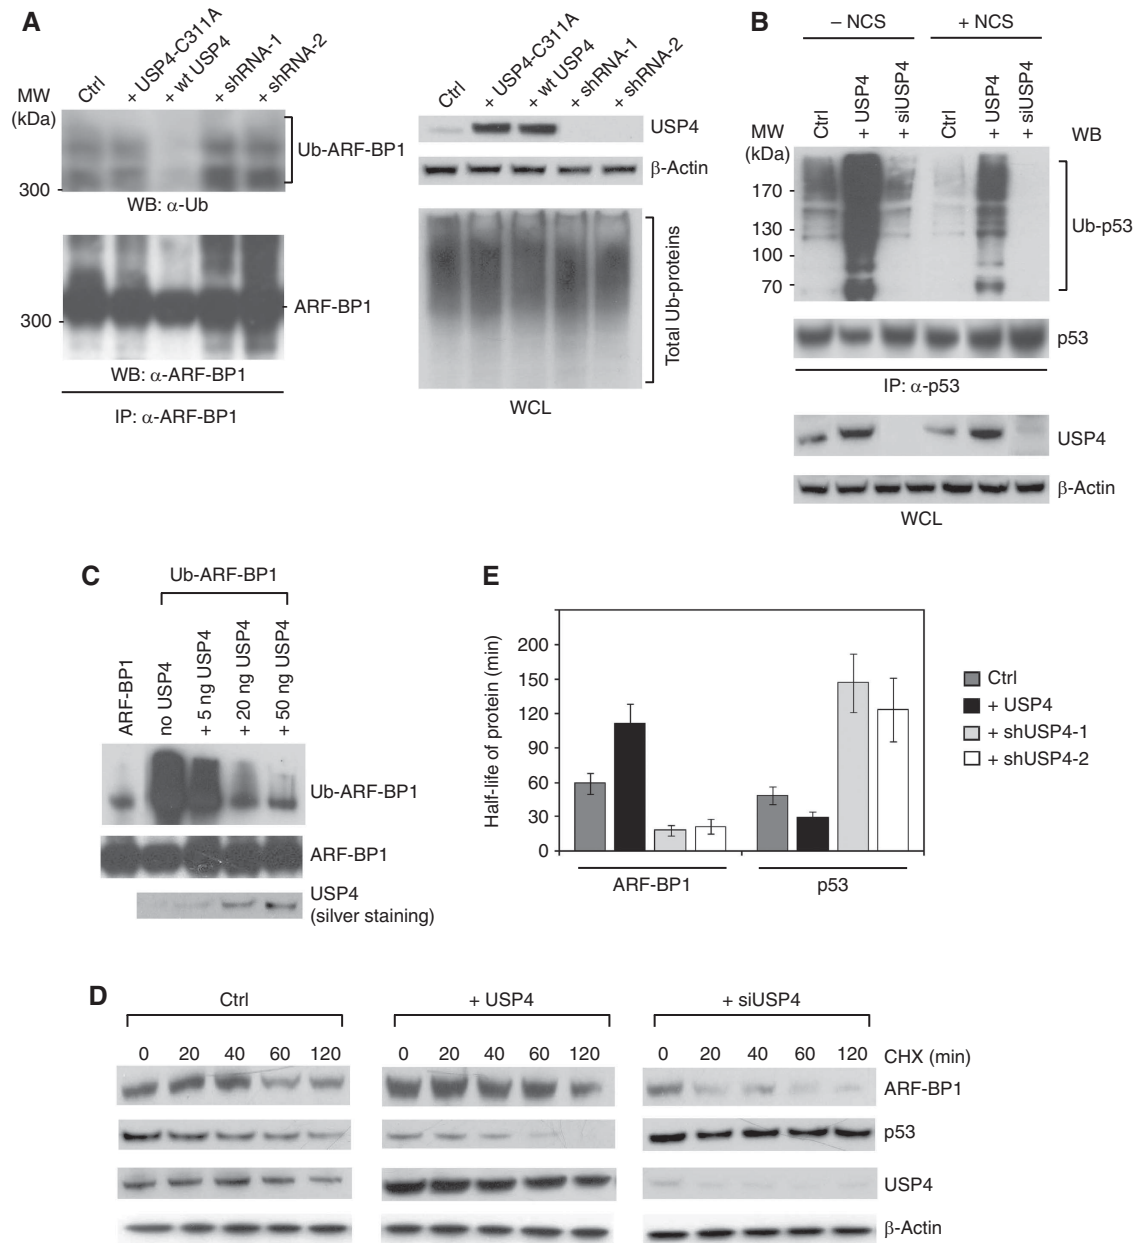 A
Ctrl
+ USP4-C311A
+ wt USP4
+ shRNA-1
+ shRNA-2
MW
(kDa)
300
Ub-ARF-BP1
WB: α-Ub
300
ARF-BP1
WB: α-ARF-BP1
IP: α-ARF-BP1
Ctrl
+ USP4-C311A
+ wt USP4
+ shRNA-1
+ shRNA-2
USP4
β-Actin
Total Ub-proteins
WCL
B
– NCS
+ NCS
Ctrl
+ USP4
+ siUSP4
Ctrl
+ USP4
+ siUSP4
WB
MW
(kDa)
170
130
100
70
Ub-p53
p53
IP: α-p53
USP4
β-Actin
WCL
C
Ub-ARF-BP1
ARF-BP1
no USP4
+ 5 ng USP4
+ 20 ng USP4
+ 50 ng USP4
Ub-ARF-BP1
ARF-BP1
USP4
(silver staining)
E
Half-life of protein (min)
200
150
120
90
60
30
0
ARF-BP1
p53
Ctrl
+ USP4
+ shUSP4-1
+ shUSP4-2
D
Ctrl
+ USP4
+ siUSP4
0 20 40 60 120 0 20 40 60 120 0 20 40 60 120 CHX (min)
ARF-BP1
p53
USP4
β-Actin